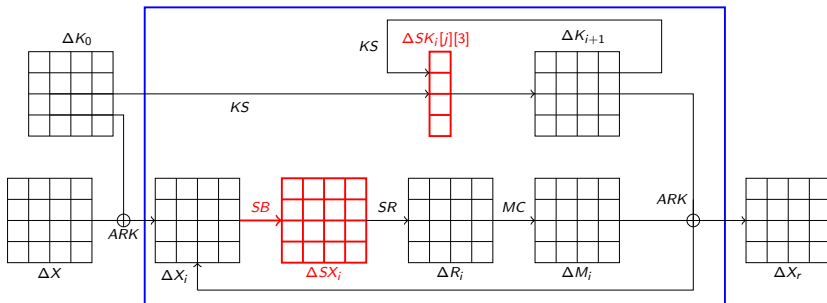 ΔK₀
KS
ΔSKᵢ[j][3]
ΔKᵢ₊₁
KS
SB
SR
MC
ARK
ARK
ΔX
ΔXᵢ
ΔSXᵢ
ΔRᵢ
ΔMᵢ
ΔXᵣ